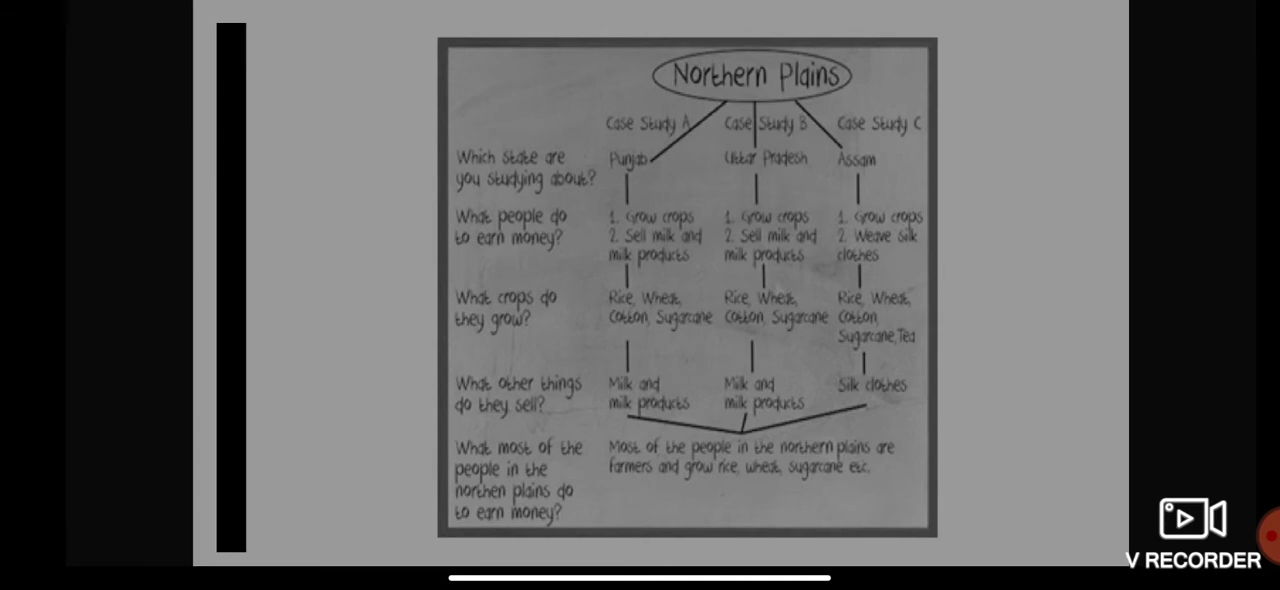 Northern Plains
Case Study A
Case Study B
Case Study C
Which state are
you studying about?
Punjab
Uttar Pradesh
Assam
What people do
to earn money?
1. Grow crops
2. Sell milk and
milk products
1. Grow crops
2. Sell milk and
milk products
1. Grow crops
2. Weave silk
clothes
What crops do
they grow?
Rice, Wheat,
Cotton, Sugarcane
Rice, Wheat,
Cotton, Sugarcane
Rice, Wheat,
Cotton,
Sugarcane, Tea
What other things
do they sell?
Milk and
milk products
Milk and
milk products
Silk clothes
What most of the
people in the
northen plains do
to earn money?
Most of the people in the northern plains are
farmers and grow rice, wheat, sugarcane etc.
V RECORDER